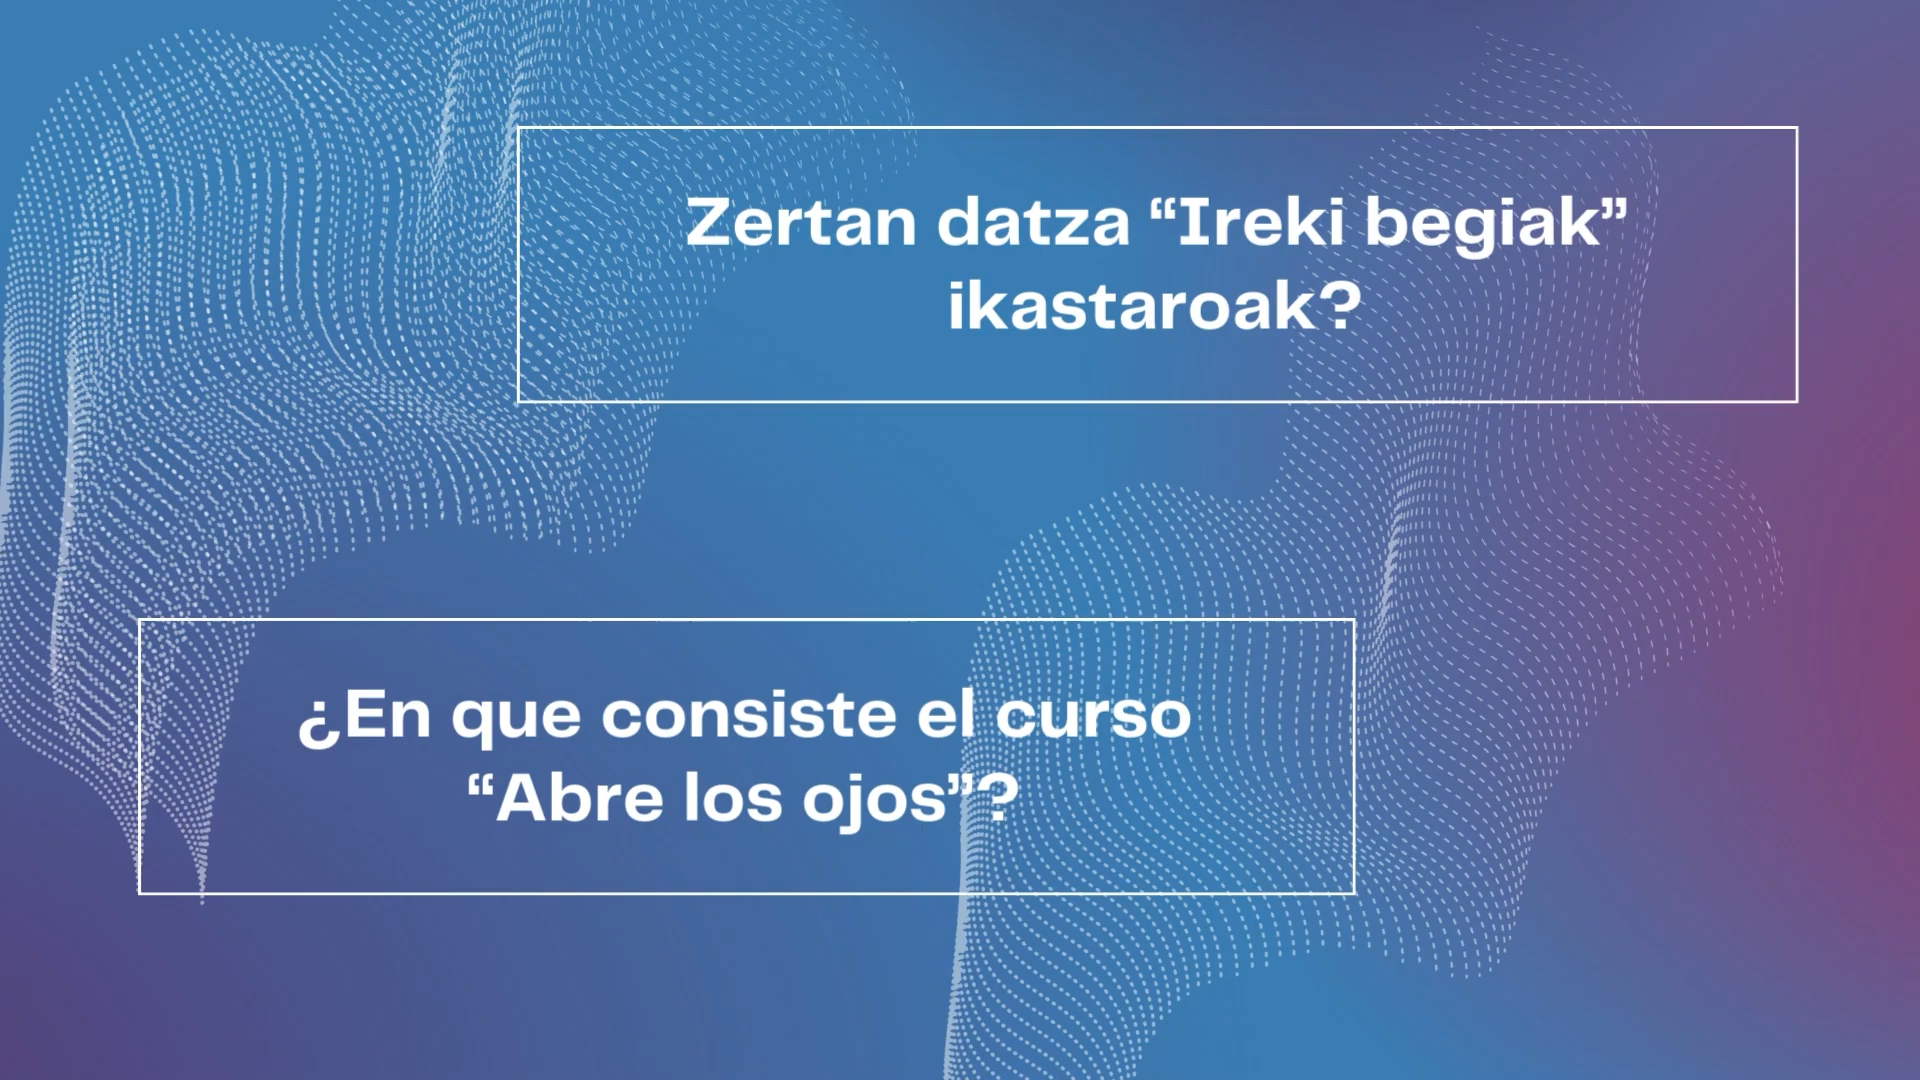 Zertan datza “Ireki begiak”
ikastaroak?
¿En que consiste el curso
“Abre los ojos”?